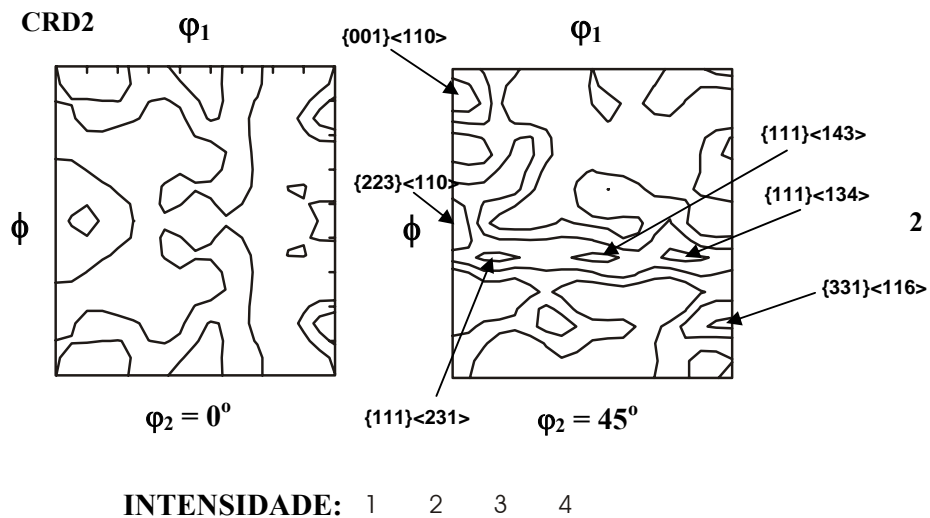 CRD2
φ1
φ1
{001}<110>
{111}<143>
{223}<110>
{111}<134>
ϕ
ϕ
2
{331}<116>
{111}<231>
φ2 = 0º
φ2 = 45º
INTENSIDADE: 1 2 3 4